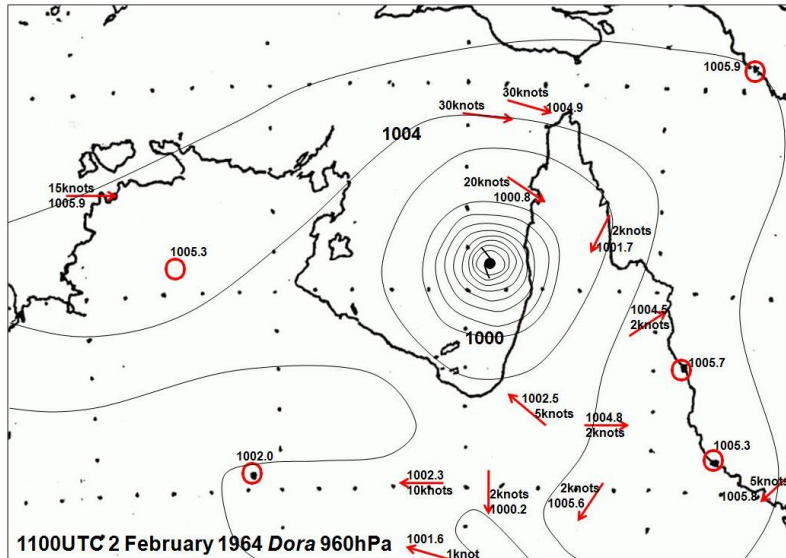 1005.9
30knots
30knots
1004.9
1004
15knots
1005.9
20knots
1000.8
2knots
1001.7
1005.3
1004.5
2knots
1000
1005.7
1002.5
5knots
1004.8
2knots
1005.3
1002.0
1002.3
10knots
2knots
1000.2
2knots
1005.6
5knots
1005.8
1001.6
1knot
1100UTC 2 February 1964 Dora 960hPa